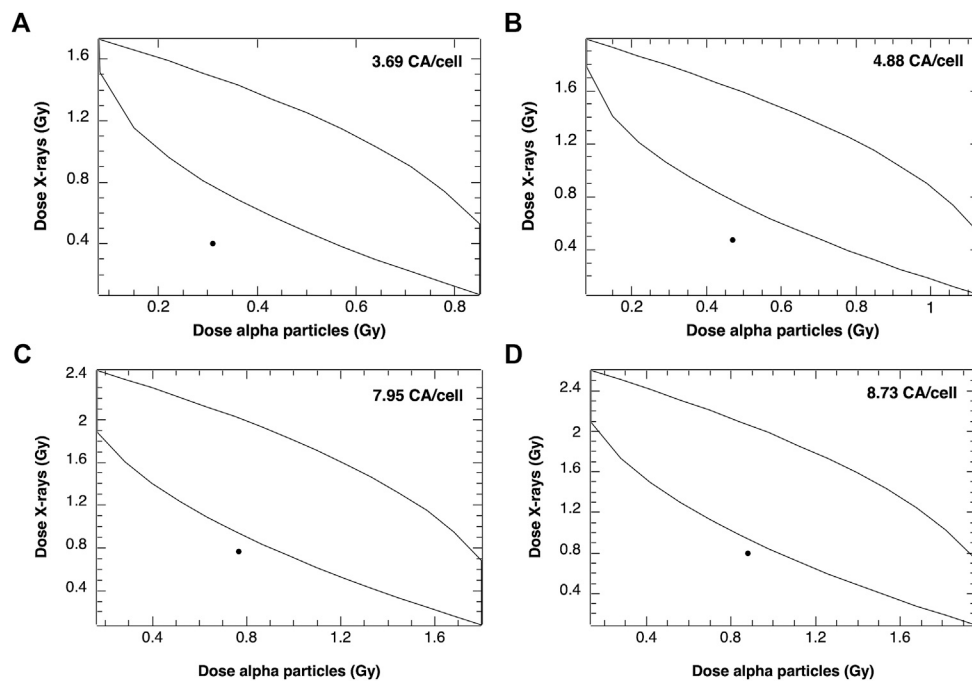 A
3.69 CA/cell
Dose X-rays (Gy)
1.6
1.2
0.8
0.4
0.2
0.4
0.6
0.8
Dose alpha particles (Gy)
B
4.88 CA/cell
Dose X-rays (Gy)
1.6
1.2
0.8
0.4
0.2
0.4
0.6
0.8
1
Dose alpha particles (Gy)
C
7.95 CA/cell
Dose X-rays (Gy)
2.4
2
1.6
1.2
0.8
0.4
0.4
0.8
1.2
1.6
Dose alpha particles (Gy)
D
8.73 CA/cell
Dose X-rays (Gy)
2.4
2
1.6
1.2
0.8
0.4
0.4
0.8
1.2
1.6
Dose alpha particles (Gy)